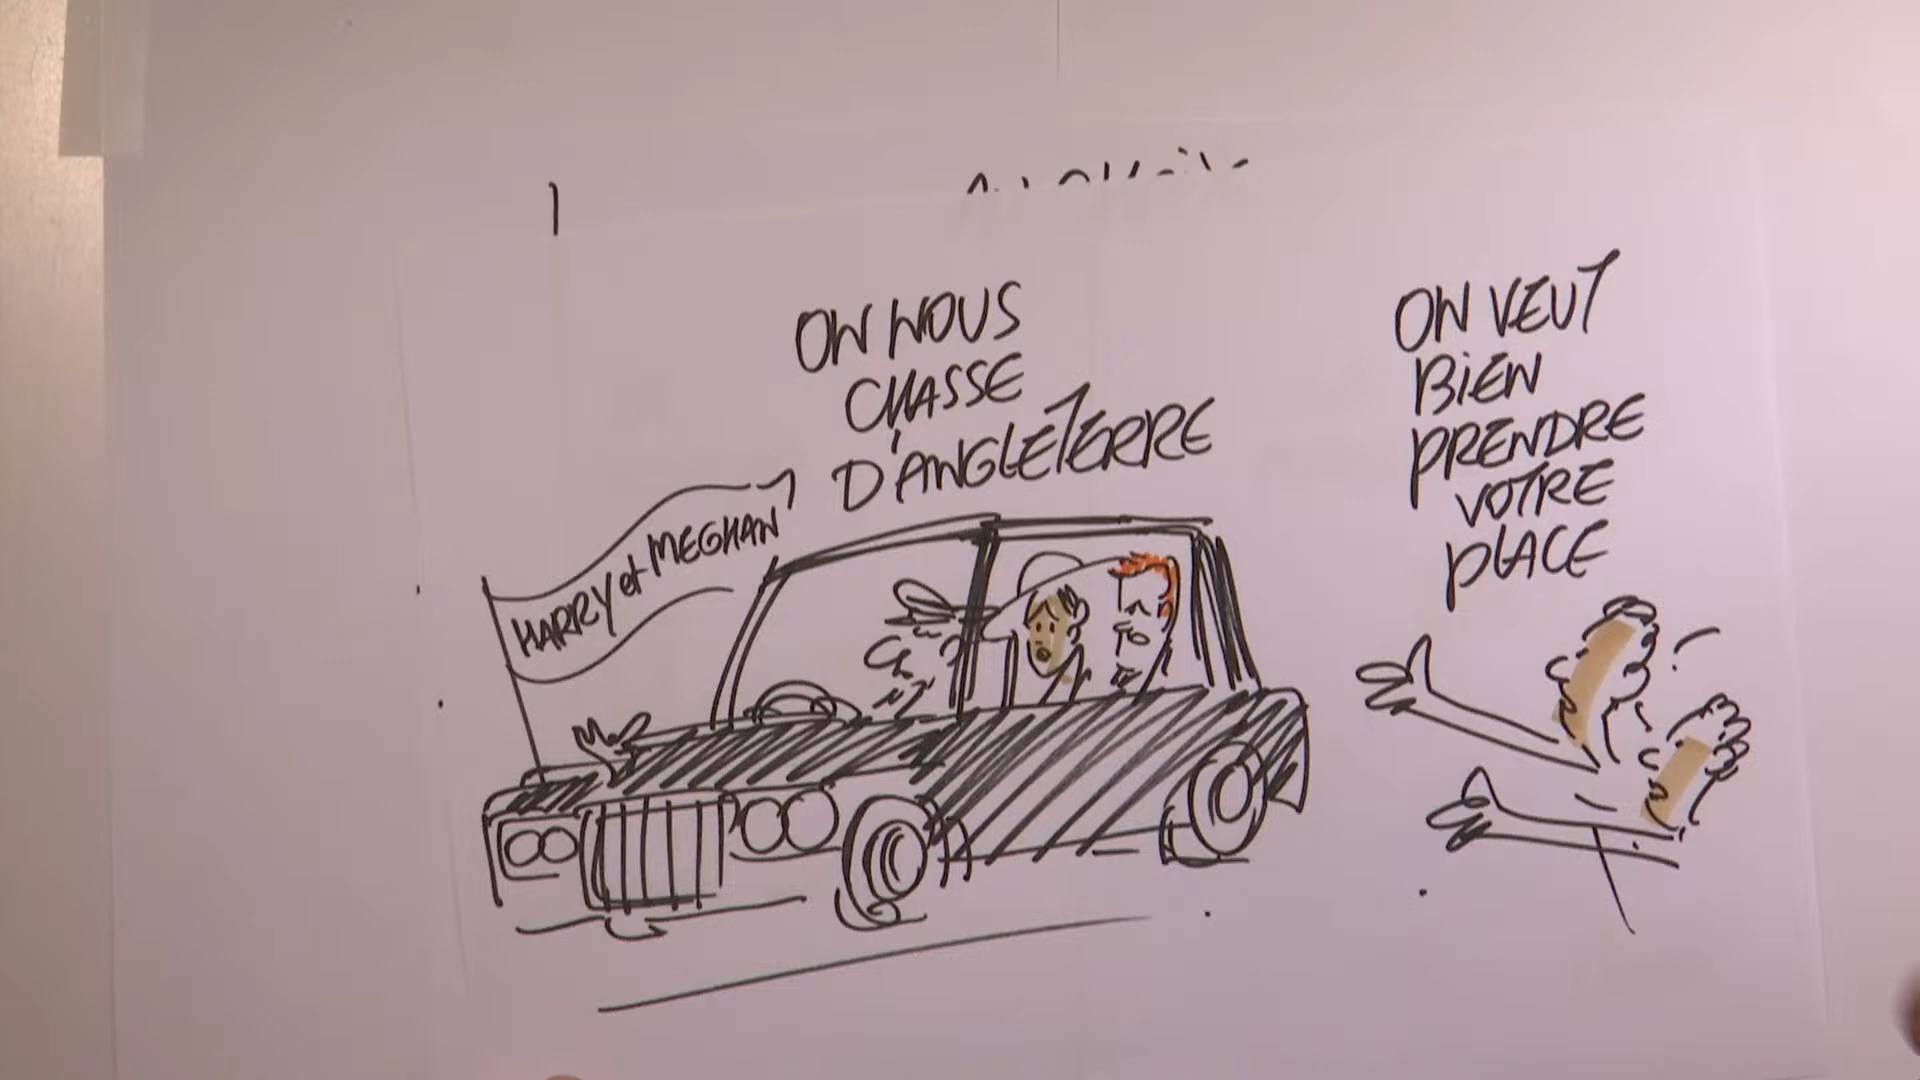 ON NOUS
CHASSE
D'ANGLETERRE
HARRY et MEGHAN
ON VEUT
BIEN
PRENDRE
VOTRE
PLACE